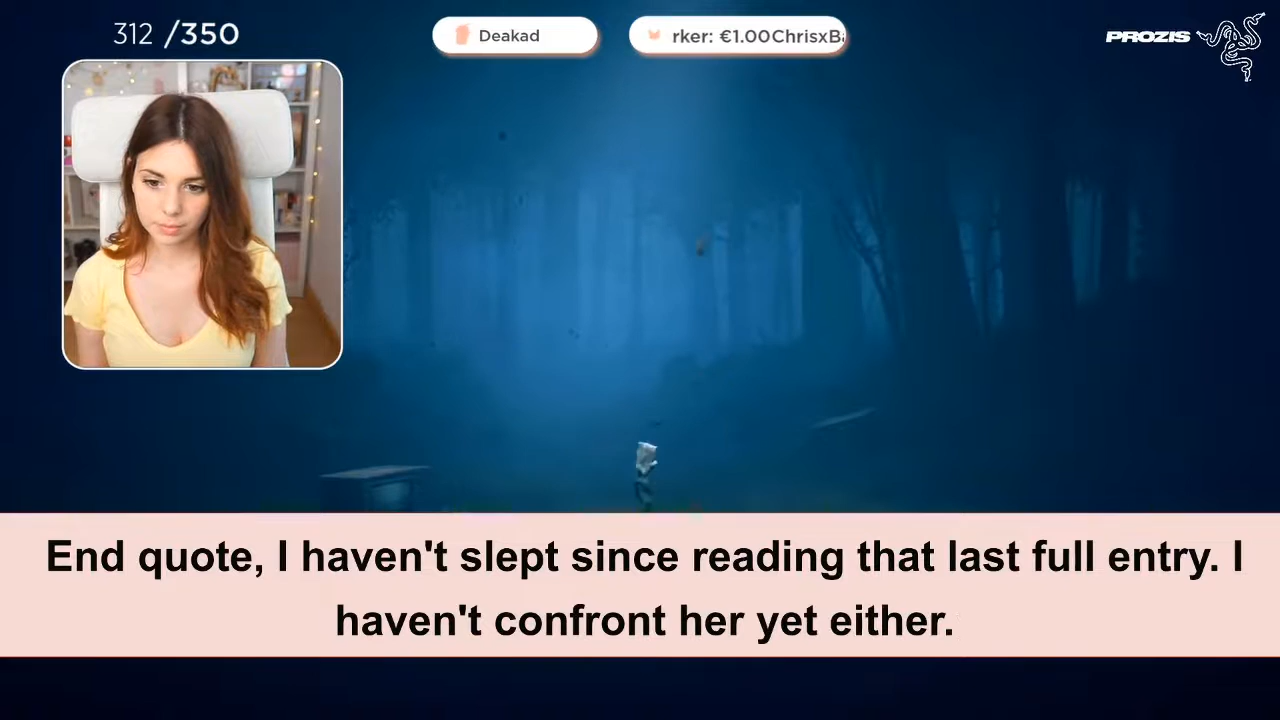 312 /350
Deakad
rker: €1.00ChrisxB
PROZIS
End quote, I haven't slept since reading that last full entry. I
haven't confront her yet either.